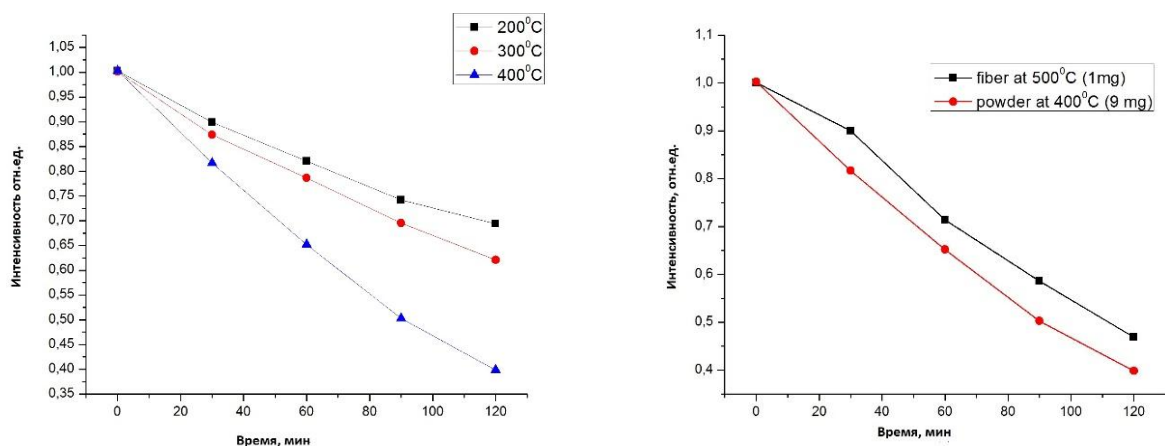 200⁰C
300⁰C
400⁰C
1,05
1,00
0,95
0,90
0,85
0,80
0,75
0,70
0,65
0,60
0,55
0,50
0,45
0,40
0,35
Интенсивность отн.ед.
0 20 40 60 80 100 120
Время, мин
fiber at 500⁰C (1mg)
powder at 400⁰C (9 mg)
1,1
1,0
0,9
0,8
0,7
0,6
0,5
0,4
Интенсивность, отн.ед.
0 20 40 60 80 100 120
Время, мин